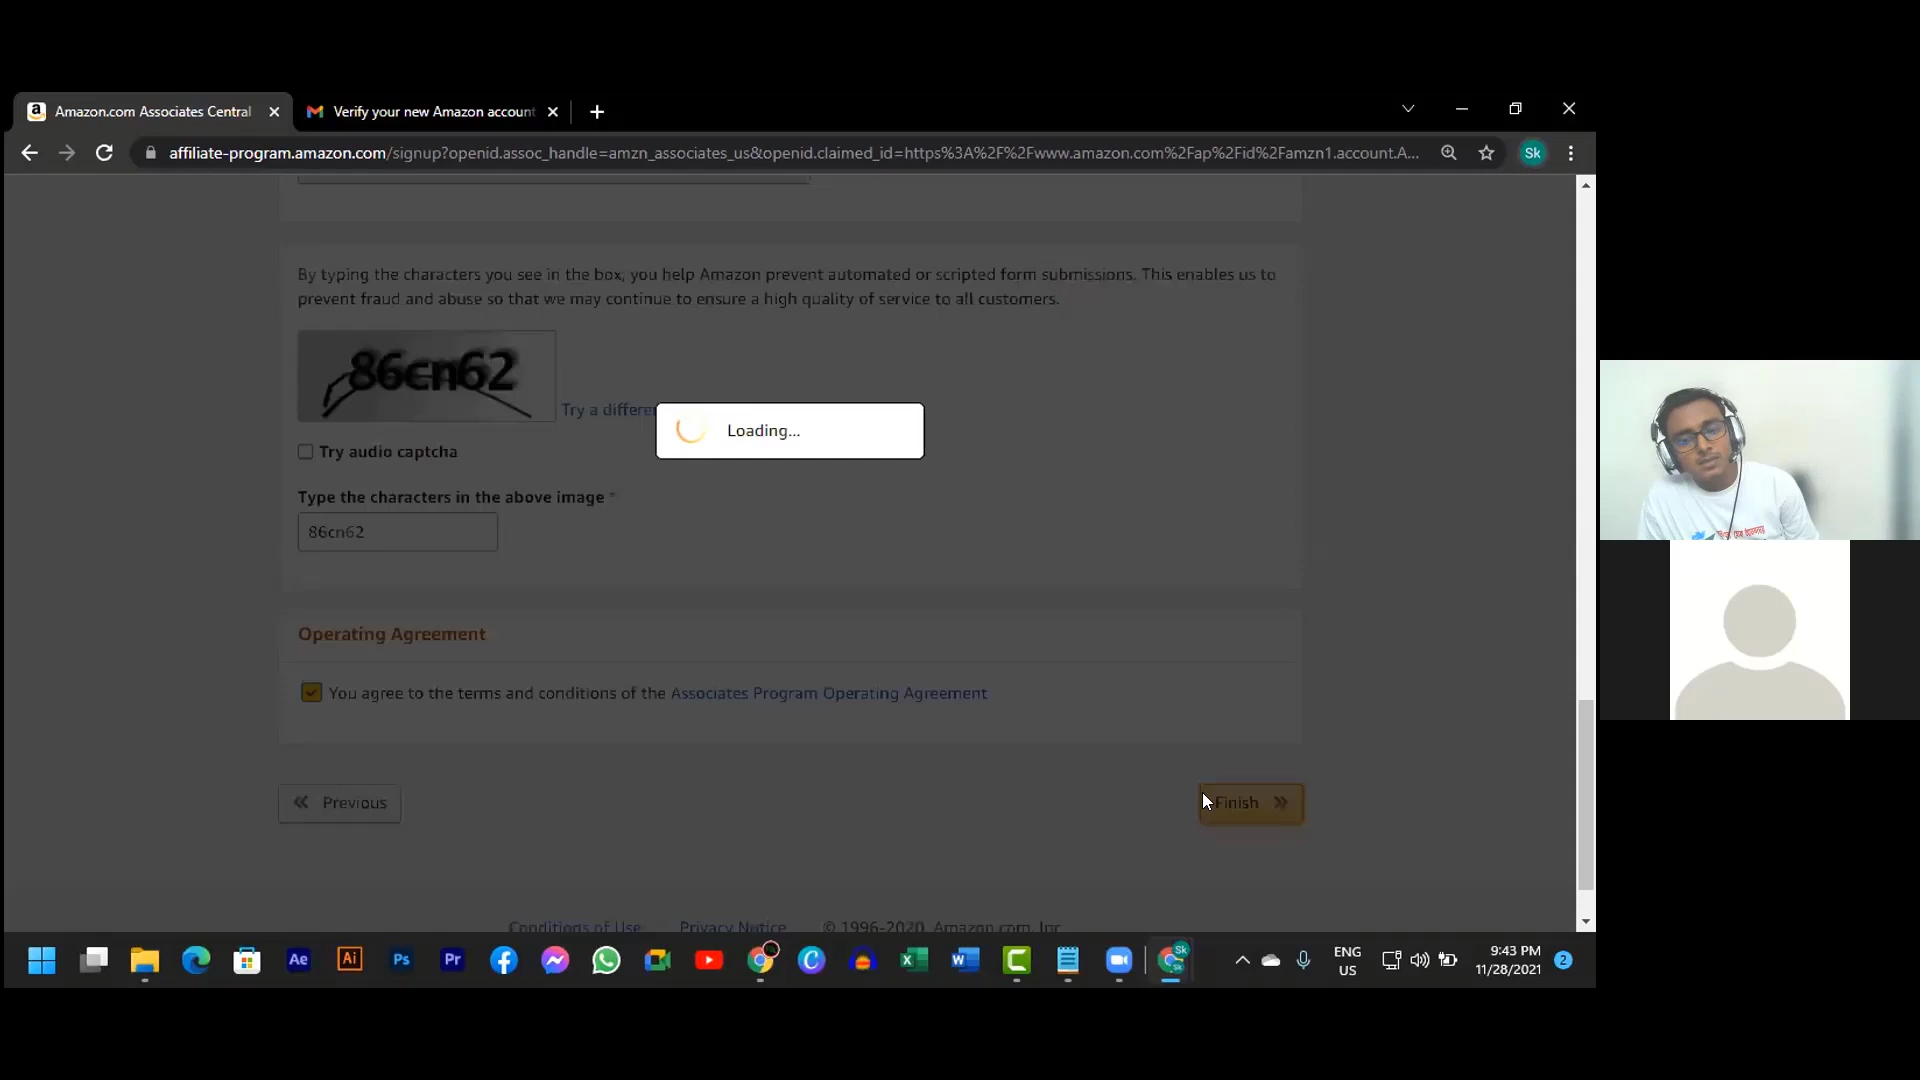 Amazon.com Associates Central
Verify your new Amazon account
affiliate-program.amazon.com/signup?openid.assoc_handle=amzn_associates_us&openid.claimed_id=https%3A%2F%2Fwww.amazon.com%2Fap%2Fid%2Famzn1.account.A...
Sk
By typing the characters you see in the box, you help Amazon prevent automated or scripted form submissions. This enables us to
prevent fraud and abuse so that we may continue to ensure a high quality of service to all customers.
86cn62
Try a differe
Loading...
Try audio captcha
Type the characters in the above image *
86cn62
Operating Agreement
You agree to the terms and conditions of the Associates Program Operating Agreement
Previous
Finish
Conditions of Use Privacy Notice © 1996-2020, Amazon.com, Inc.
Ae
Ai
Ps
Pr
Sk
ENG
US
9:43 PM
11/28/2021
2